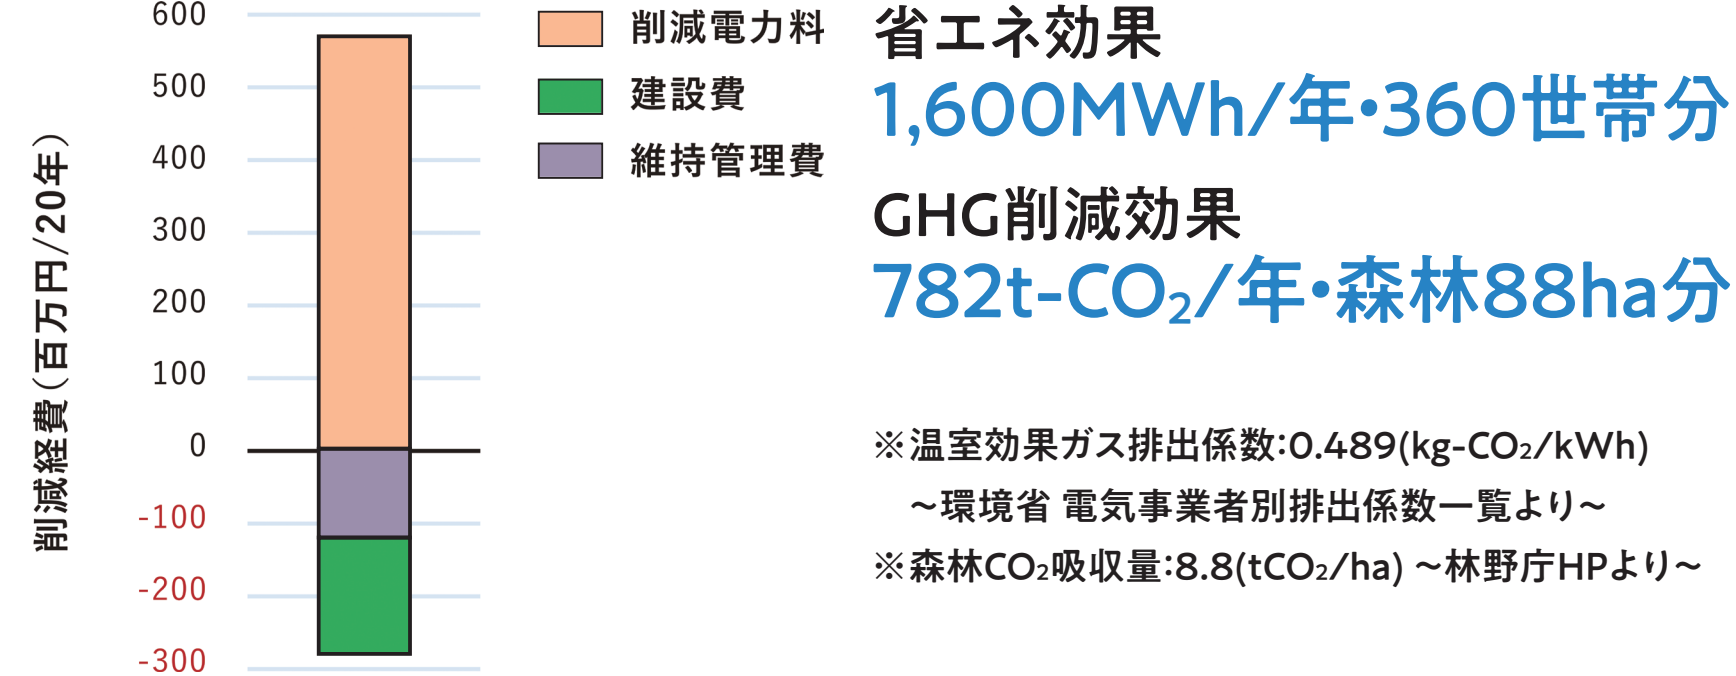 削減経費（百万円/20年）
600
500
400
300
200
100
0
-100
-200
-300
削減電力料
建設費
維持管理費
省エネ効果
1,600MWh/年・360世帯分
GHG削減効果
782t-CO₂/年・森林88ha分
※温室効果ガス排出係数：0.489(kg-CO₂/kWh)
～環境省 電気事業者別排出係数一覧より～
※森林CO₂吸収量：8.8(tCO₂/ha) ～林野庁HPより～